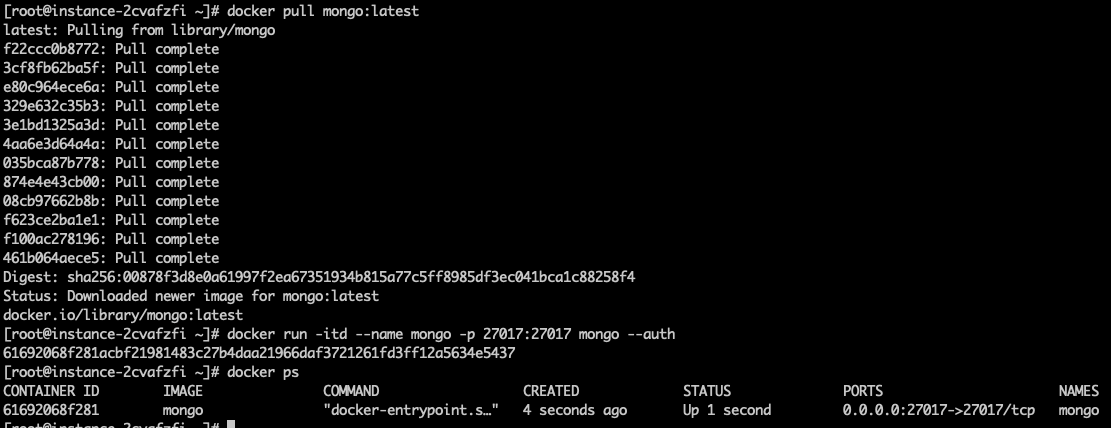 [root@instance-2cvafzfi ~]# docker pull mongo:latest
latest: Pulling from library/mongo
f22ccc0b8772: Pull complete
3cf8fb62ba5f: Pull complete
e80c964ece6a: Pull complete
329e632c35b3: Pull complete
3e1bd1325a3d: Pull complete
4aa6e3d64a4a: Pull complete
035bca87b778: Pull complete
874e4e43cb00: Pull complete
08cb97662b8b: Pull complete
f623ce2ba1e1: Pull complete
f100ac278196: Pull complete
461b064aece5: Pull complete
Digest: sha256:00878f3d8e0a61997f2ea67351934b815a77c5ff8985df3ec041bca1c88258f4
Status: Downloaded newer image for mongo:latest
docker.io/library/mongo:latest
[root@instance-2cvafzfi ~]# docker run -itd --name mongo -p 27017:27017 mongo --auth
61692068f281acbf21981483c27b4daa21966daf3721261fd3ff12a5634e5437
[root@instance-2cvafzfi ~]# docker ps
CONTAINER ID IMAGE COMMAND CREATED STATUS PORTS NAMES
61692068f281 mongo "docker-entrypoint.s…" 4 seconds ago Up 1 second 0.0.0.0:27017->27017/tcp mongo
[root@instance-2cvafzfi ~]#